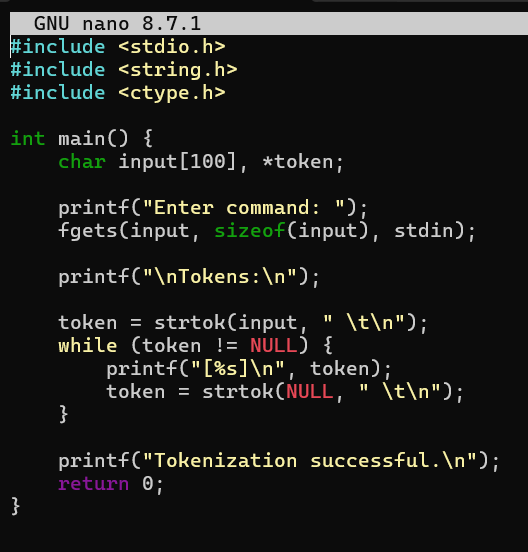 GNU nano 8.7.1
#include <stdio.h>
#include <string.h>
#include <ctype.h>
int main() {
char input[100], *token;
printf("Enter command: ");
fgets(input, sizeof(input), stdin);
printf("\nTokens:\n");
token = strtok(input, " \t\n");
while (token != NULL) {
printf("[%s]\n", token);
token = strtok(NULL, " \t\n");
}
printf("Tokenization successful.\n");
return 0;
}